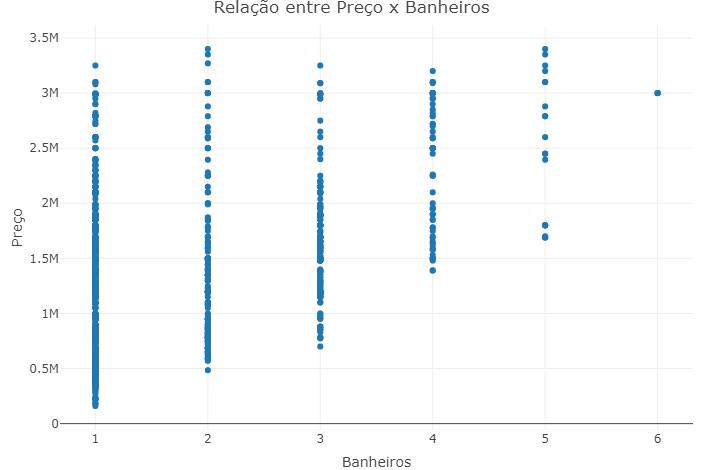 Relação entre Preço x Banheiros
3.5M
3M
2.5M
2M
1.5M
1M
0.5M
0
Preço
1 2 3 4 5 6
Banheiros